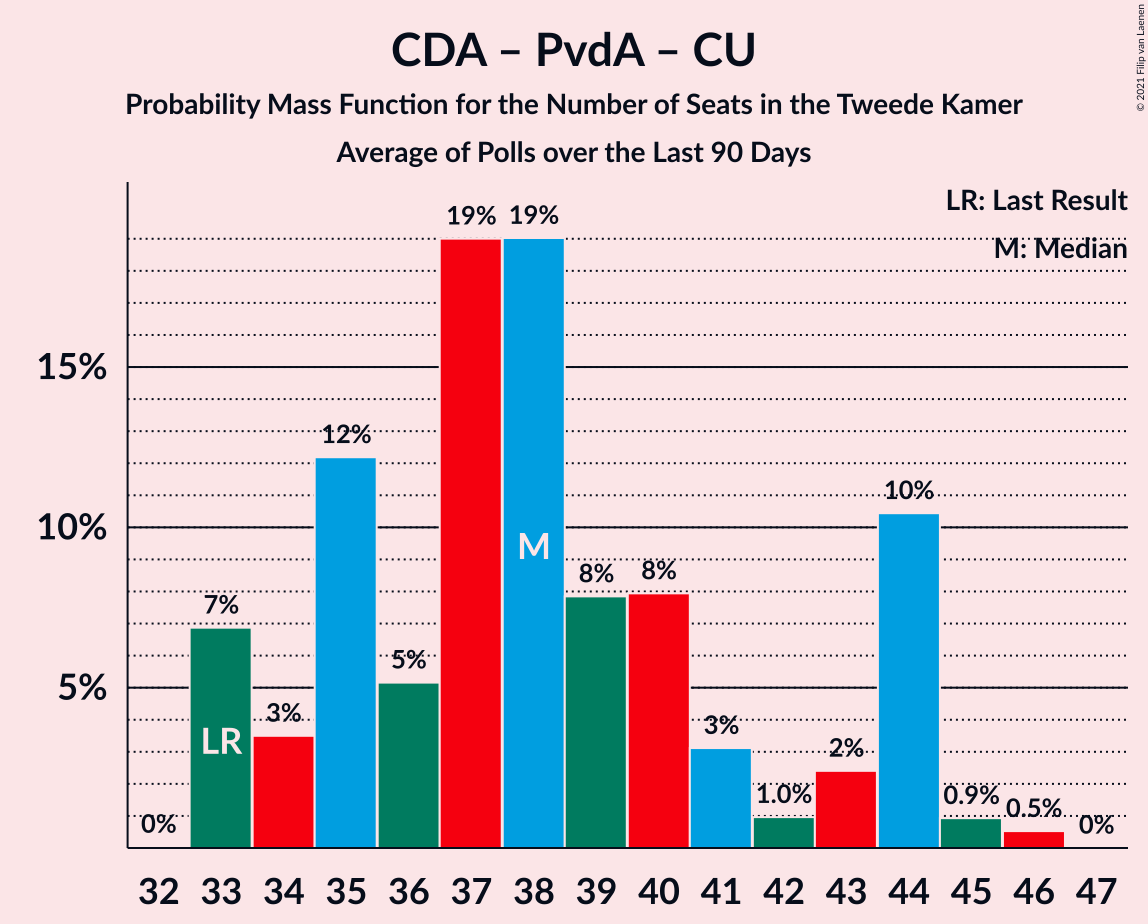 CDA – PvdA – CU
Probability Mass Function for the Number of Seats in the Tweede Kamer
Average of Polls over the Last 90 Days
© 2021 Filip van Laenen
LR: Last Result
M: Median
19% 19%
15%
12%
10%
10%
M
8% 8%
7%
5%
5%
3%
LR
3%
2%
1.0%
0.9%
0.5%
0%
0%
32 33 34 35 36 37 38 39 40 41 42 43 44 45 46 47